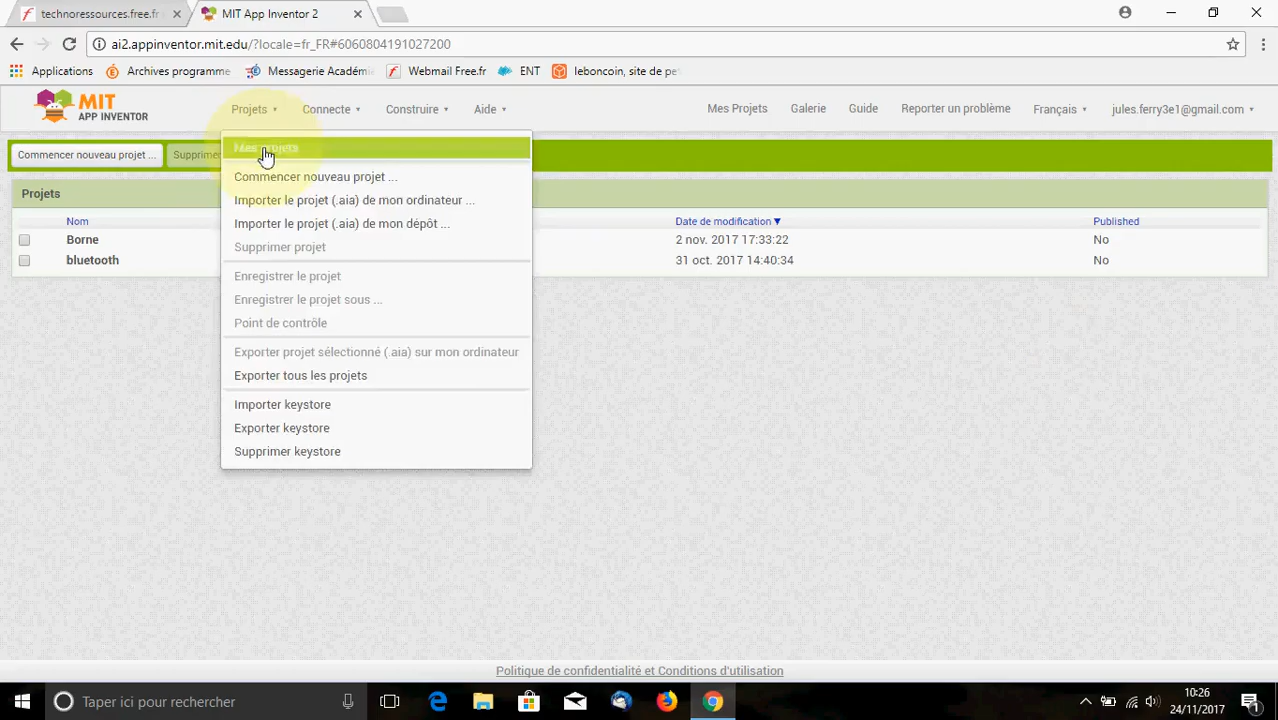 technoressources.free.fr
MIT App Inventor 2
ai2.appinventor.mit.edu/?locale=fr_FR#6060804191027200
Applications
Archives programme
Messagerie Académi
Webmail Free.fr
ENT
leboncoin, site de pe
MIT
APP INVENTOR
Projets
Connecte
Construire
Aide
Mes Projets
Galerie
Guide
Reporter un problème
Français
jules.ferry3e1@gmail.com
Commencer nouveau projet ...
Supprimer
Mes projets
Commencer nouveau projet ...
Importer le projet (.aia) de mon ordinateur ...
Importer le projet (.aia) de mon dépôt ...
Supprimer projet
Enregistrer le projet
Enregistrer le projet sous ...
Point de contrôle
Exporter projet sélectionné (.aia) sur mon ordinateur
Exporter tous les projets
Importer keystore
Exporter keystore
Supprimer keystore
Projets
Nom
Date de modification
Published
Borne
2 nov. 2017 17:33:22
No
bluetooth
31 oct. 2017 14:40:34
No
Politique de confidentialité et Conditions d'utilisation
Taper ici pour rechercher
10:26
24/11/2017
1